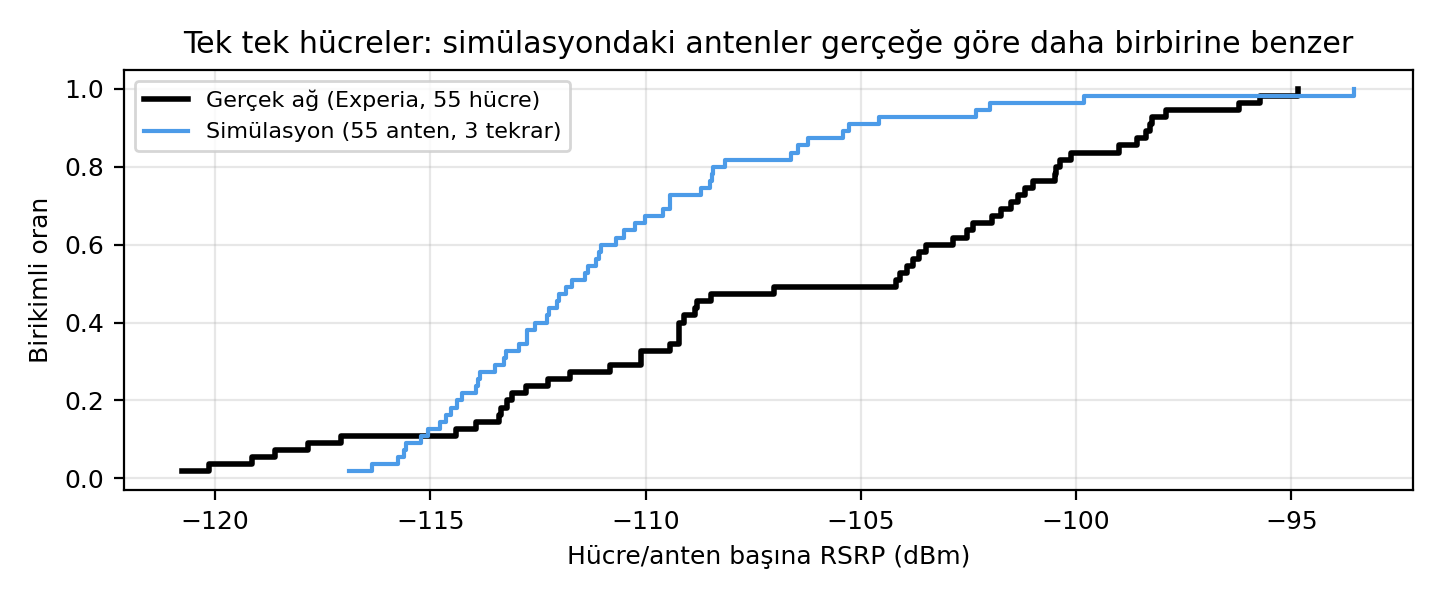 Tek tek hücreler: simülasyondaki antenler gerçeğe göre daha birbirine benzer
Gerçek ağ (Experia, 55 hücre)
Simülasyon (55 anten, 3 tekrar)
Birikimli oran
1.0
0.8
0.6
0.4
0.2
0.0
−120
−115
−110
−105
−100
−95
Hücre/anten başına RSRP (dBm)